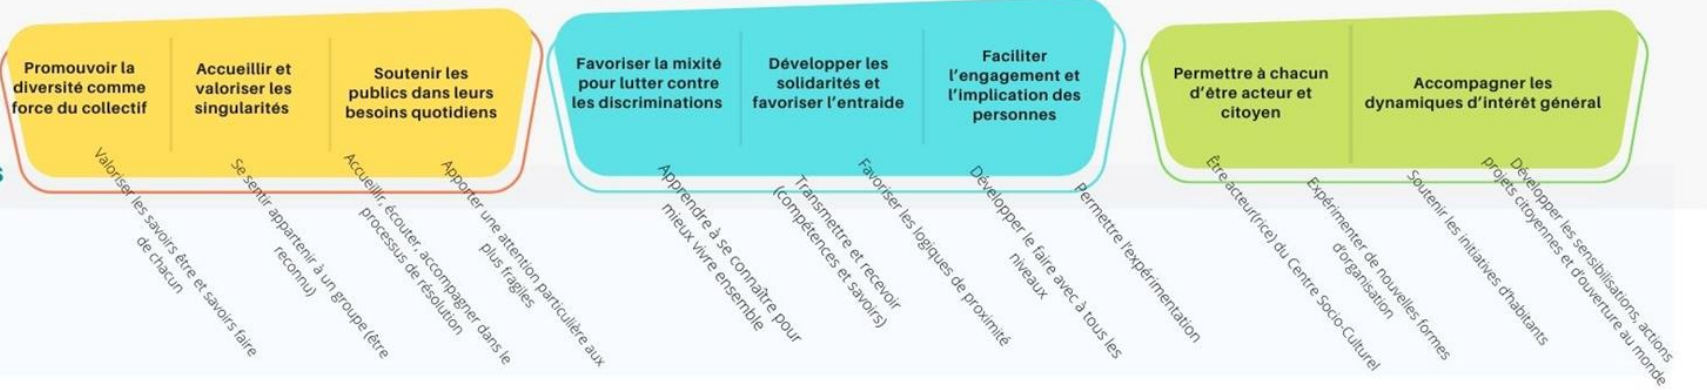 Promouvoir la
diversité comme
force du collectif
Accueillir et
valoriser les
singularités
Soutenir les
publics dans leurs
besoins quotidiens
Favoriser la mixité
pour lutter contre
les discriminations
Développer les
solidarités et
favoriser l'entraide
Faciliter
l'engagement et
l'implication des
personnes
Permettre à chacun
d'être acteur et
citoyen
Accompagner les
dynamiques d'intérêt général
s
Valoriser les savoirs être et savoirs faire
de chacun
Se sentir appartenir à un groupe (être
reconnu)
Accueillir, écouter, accompagner dans le
processus de résolution
Apporter une attention particulière aux
plus fragiles
Apprendre à se connaître pour
mieux vivre ensemble
Transmettre et recevoir
(compétences et savoirs)
Favoriser les logiques de proximité
Développer le faire avec à tous les
niveaux
Permettre l'expérimentation
Être acteur(rice) du Centre Socio-Culturel
Expérimenter de nouvelles formes
d'organisation
Soutenir les initiatives d'habitants
Développer les sensibilisations, actions
projets citoyennes et d'ouverture au monde